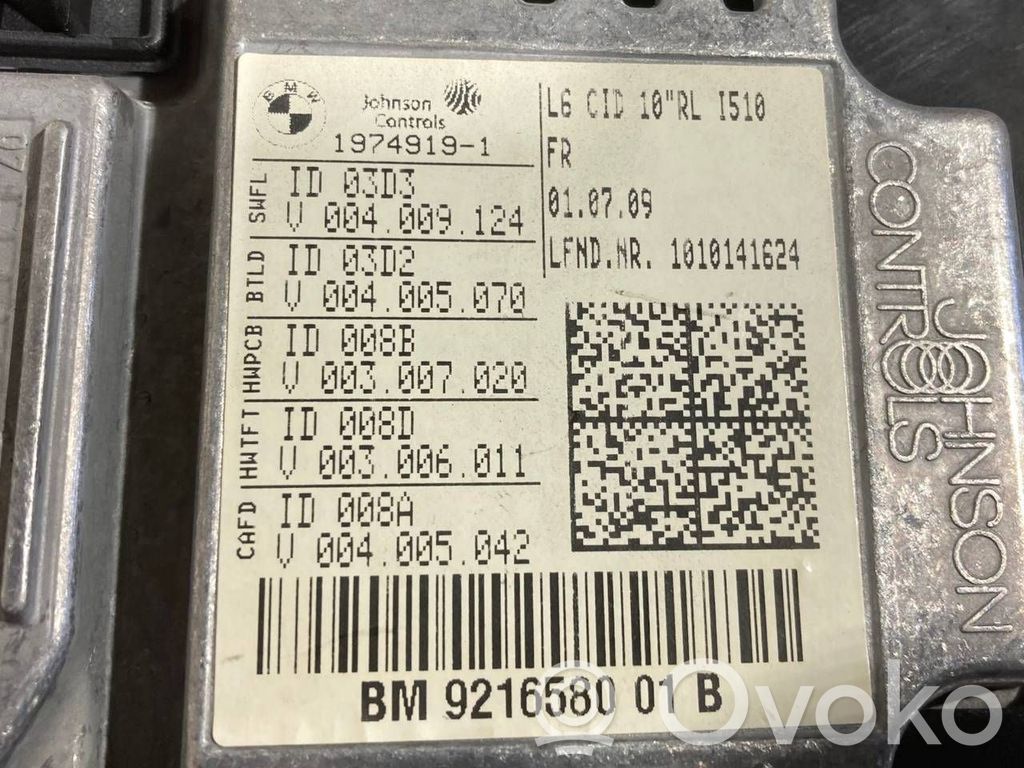 BMW
Johnson
Controls
1974919-1
L6 CID 10"RL I510
FR
01.07.09
LFND.NR. 1010141624
SWFL
ID 03D3
V 004.009.124
BTLD
ID 03D2
V 004.005.070
HWPCB
ID 008B
V 003.007.020
HWTFT
ID 008D
V 003.006.011
CAFD
ID 008A
V 004.005.042
BM 9216580 01 B
JOHNSON
CONTROLS
Ovoko